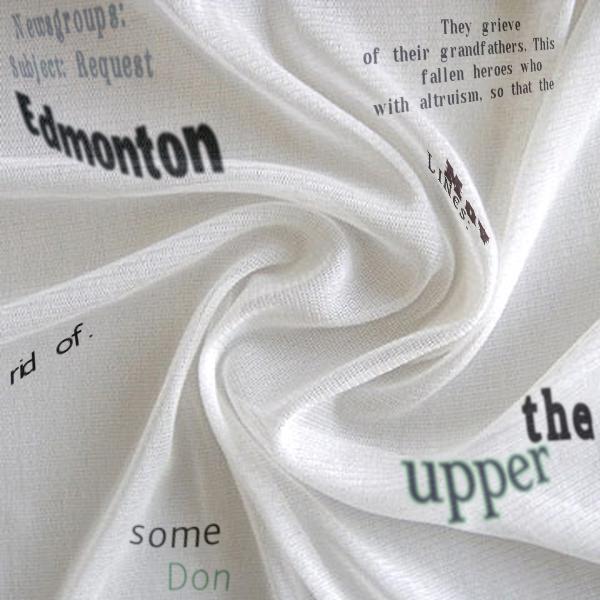 Newsgroups:
Subject: Request
Edmonton
They grieve
of their grandfathers. This
fallen heroes who
with altruism, so that the
Lines:
May
rid of.
the
upper
some
Don